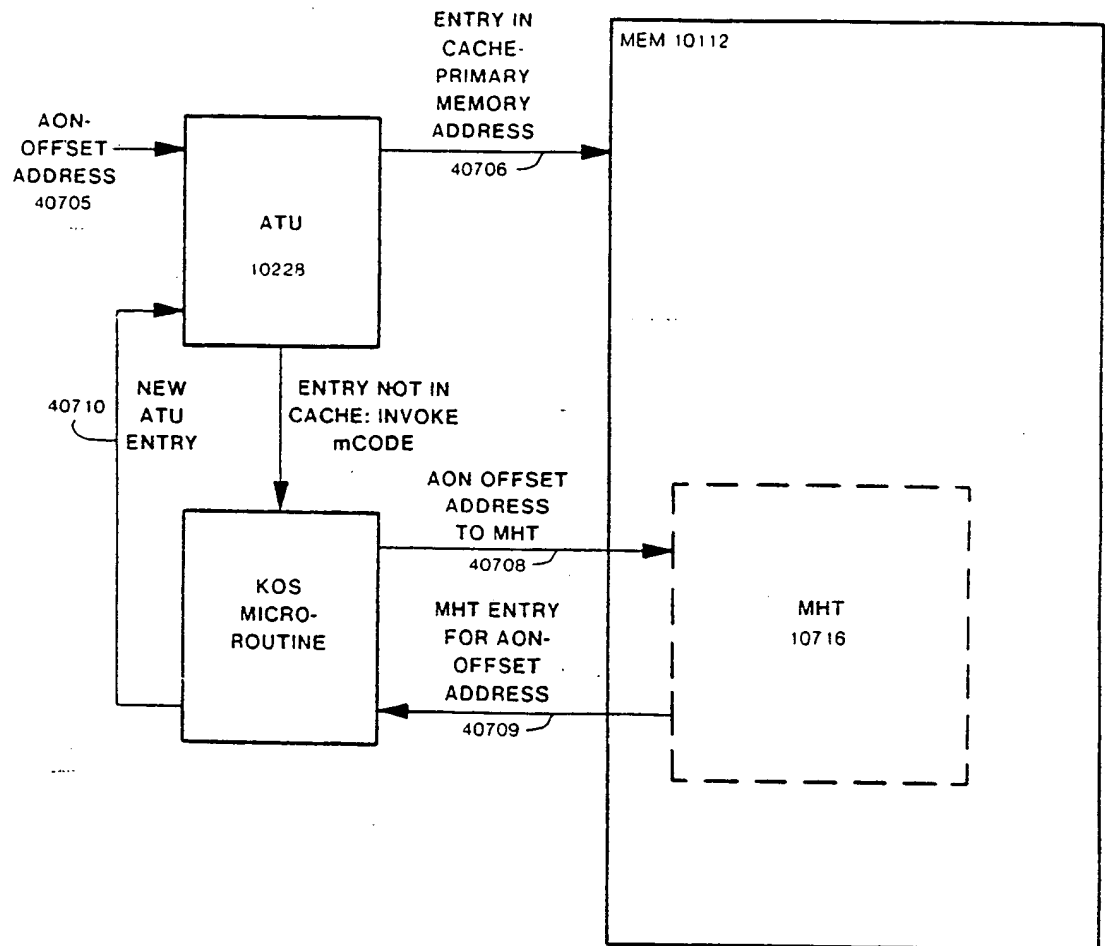 ENTRY IN
CACHE-
PRIMARY
MEMORY
ADDRESS
40706
MEM 10112
AON-
OFFSET
ADDRESS
40705
ATU
10228
40710
NEW
ATU
ENTRY
ENTRY NOT IN
CACHE: INVOKE
mCODE
AON OFFSET
ADDRESS
TO MHT
40708
KOS
MICRO-
ROUTINE
MHT ENTRY
FOR AON-
OFFSET
ADDRESS
40709
MHT
10716